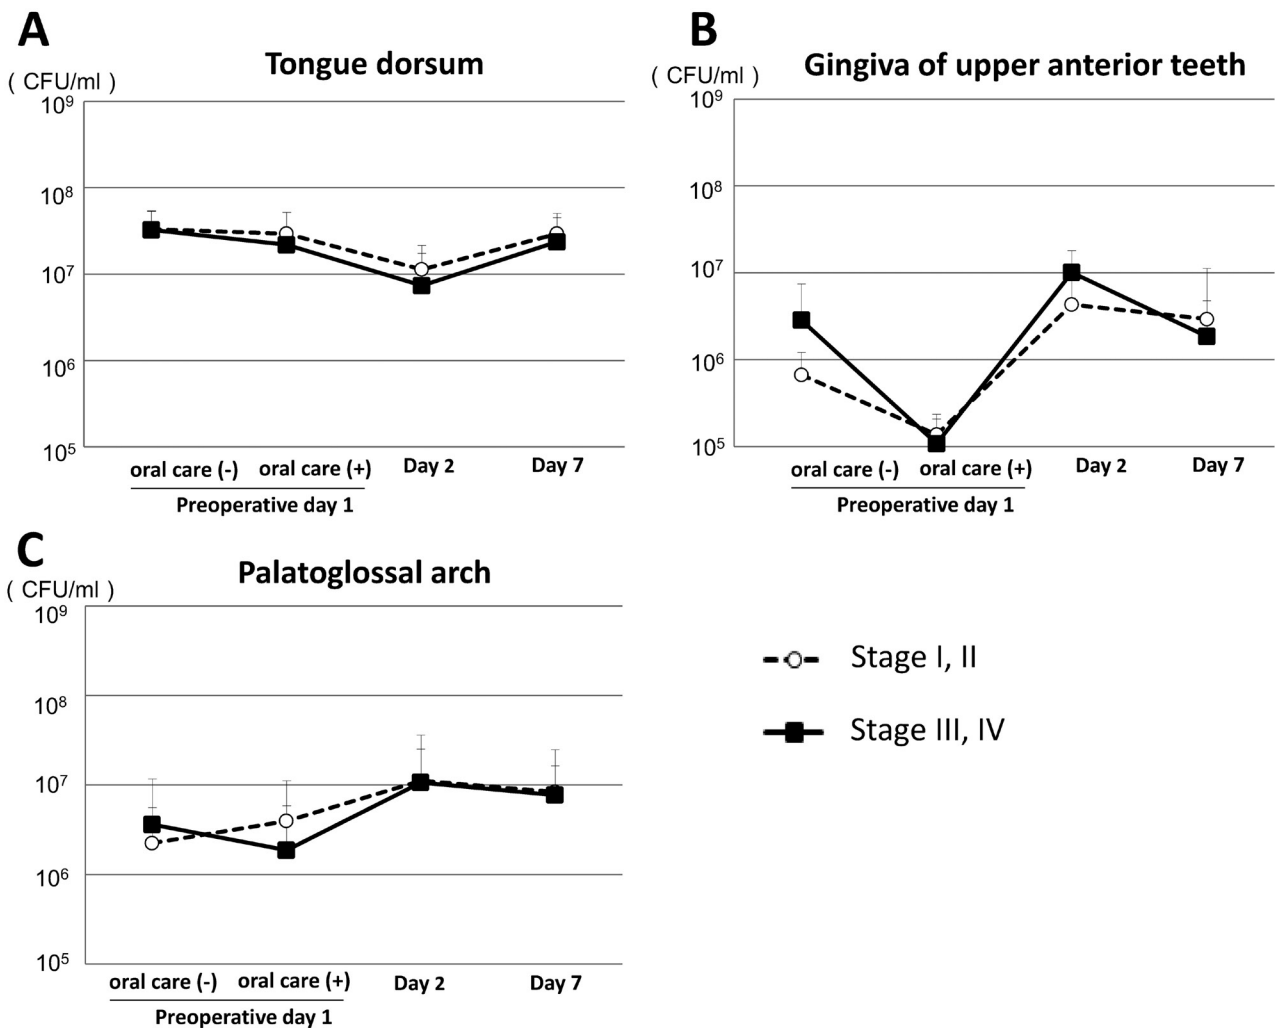 A
Tongue dorsum
( CFU/ml )
10⁹
10⁸
10⁷
10⁶
10⁵
oral care (-) oral care (+) Day 2 Day 7
Preoperative day 1
B
Gingiva of upper anterior teeth
( CFU/ml )
10⁹
10⁸
10⁷
10⁶
10⁵
oral care (-) oral care (+) Day 2 Day 7
Preoperative day 1
C
Palatoglossal arch
( CFU/ml )
10⁹
10⁸
10⁷
10⁶
10⁵
oral care (-) oral care (+) Day 2 Day 7
Preoperative day 1
Stage I, II
Stage III, IV